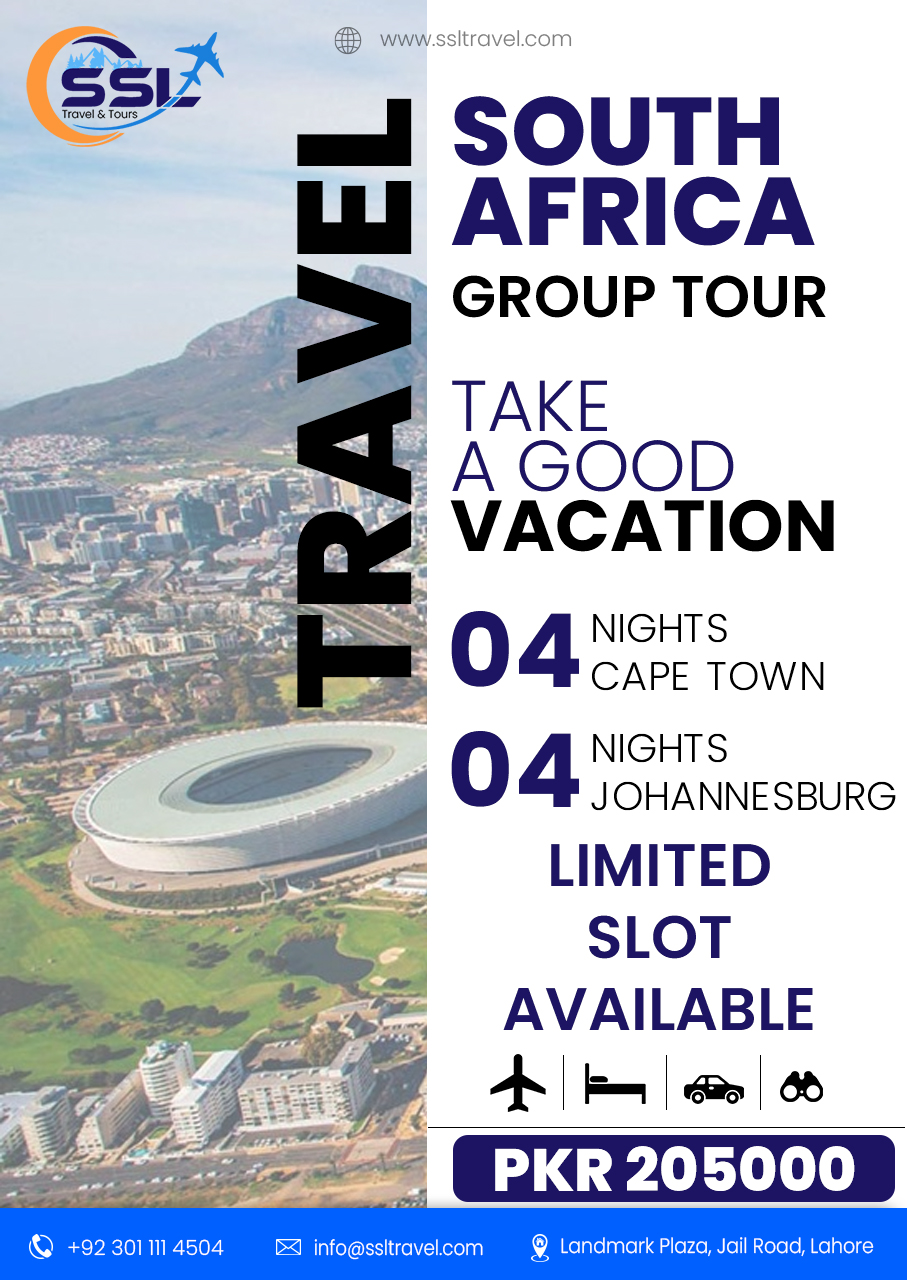 www.ssltravel.com
SSL
Travel & Tours
TRAVEL
SOUTH
AFRICA
GROUP TOUR
TAKE
A GOOD
VACATION
04 NIGHTS
CAPE TOWN
04 NIGHTS
JOHANNESBURG
LIMITED
SLOT
AVAILABLE
PKR 205000
+92 301 111 4504
info@ssltravel.com
Landmark Plaza, Jail Road, Lahore